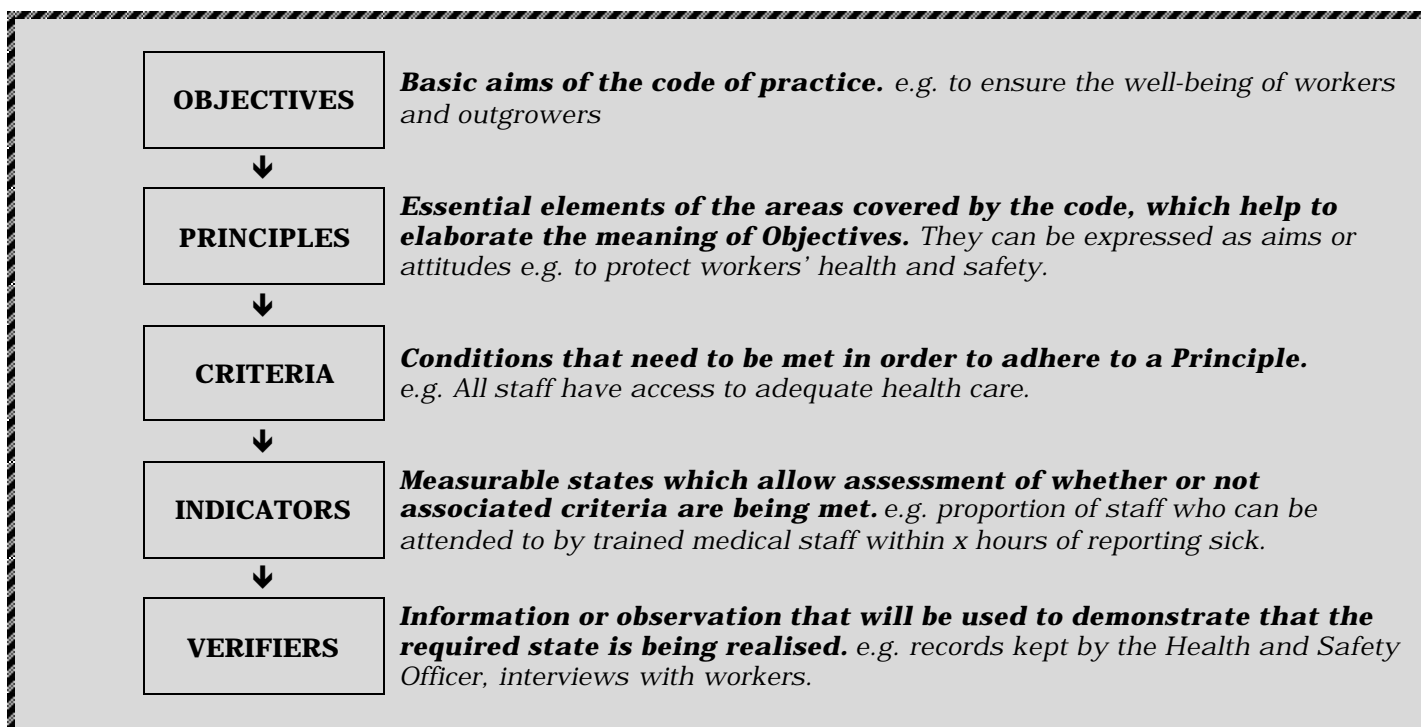 OBJECTIVES
Basic aims of the code of practice. e.g. to ensure the well-being of workers
and outgrowers
PRINCIPLES
Essential elements of the areas covered by the code, which help to
elaborate the meaning of Objectives. They can be expressed as aims or
attitudes e.g. to protect workers' health and safety.
CRITERIA
Conditions that need to be met in order to adhere to a Principle.
e.g. All staff have access to adequate health care.
INDICATORS
Measurable states which allow assessment of whether or not
associated criteria are being met. e.g. proportion of staff who can be
attended to by trained medical staff within x hours of reporting sick.
VERIFIERS
Information or observation that will be used to demonstrate that the
required state is being realised. e.g. records kept by the Health and Safety
Officer, interviews with workers.